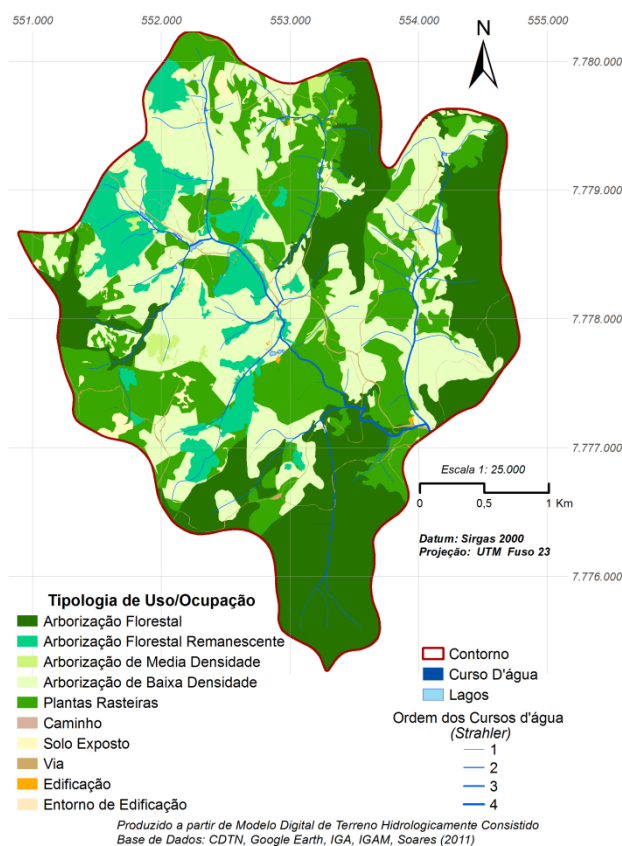 551.000 552.000 553.000 554.000 555.000
N
7.780.000
7.779.000
7.778.000
7.777.000
Escala 1: 25.000
0 0,5 1 Km
Datum: Sirgas 2000
Projeção: UTM Fuso 23
7.776.000
Tipologia de Uso/Ocupação
Arborização Florestal
Arborização Florestal Remanescente
Arborização de Media Densidade
Arborização de Baixa Densidade
Plantas Rasteiras
Caminho
Solo Exposto
Via
Edificação
Entorno de Edificação
Contorno
Curso D'água
Lagos
Ordem dos Cursos d'água
(Strahler)
1
2
3
4
Produzido a partir de Modelo Digital de Terreno Hidrologicamente Consistido
Base de Dados: CDTN, Google Earth, IGA, IGAM, Soares (2011)